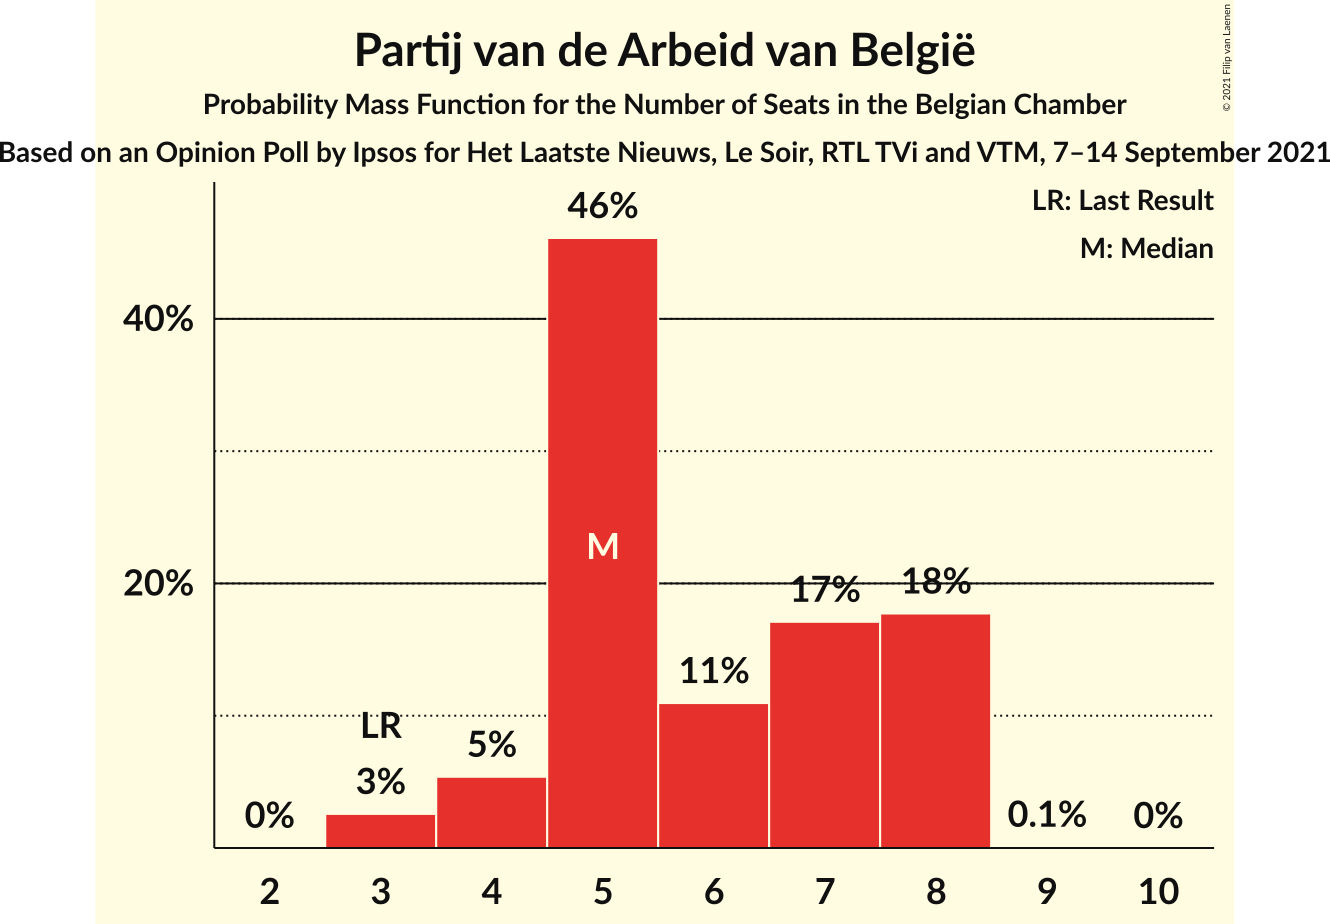 Partij van de Arbeid van België
Probability Mass Function for the Number of Seats in the Belgian Chamber
Based on an Opinion Poll by Ipsos for Het Laatste Nieuws, Le Soir, RTL TVi and VTM, 7–14 September 2021
© 2021 Filip van Laenen
LR: Last Result
M: Median
46%
40%
M
20%
17%
18%
11%
LR
5%
3%
0%
0.1%
0%
2 3 4 5 6 7 8 9 10